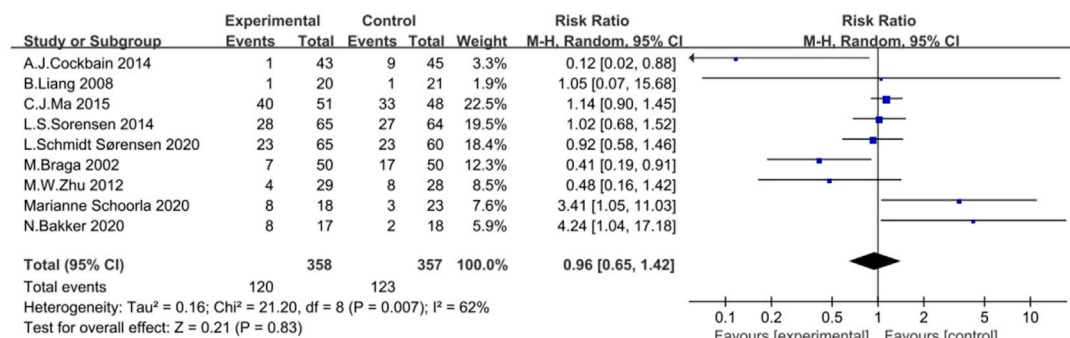 Experimental Control Risk Ratio Risk Ratio
Study or Subgroup Events Total Events Total Weight M-H, Random, 95% CI M-H, Random, 95% CI
A.J.Cockbain 2014 1 43 9 45 3.3% 0.12 [0.02, 0.88]
B.Liang 2008 1 20 1 21 1.9% 1.05 [0.07, 15.68]
C.J.Ma 2015 40 51 33 48 22.5% 1.14 [0.90, 1.45]
L.S.Sorensen 2014 28 65 27 64 19.5% 1.02 [0.68, 1.52]
L.Schmidt Sørensen 2020 23 65 23 60 18.4% 0.92 [0.58, 1.46]
M.Braga 2002 7 50 17 50 12.3% 0.41 [0.19, 0.91]
M.W.Zhu 2012 4 29 8 28 8.5% 0.48 [0.16, 1.42]
Marianne Schoorla 2020 8 18 3 23 7.6% 3.41 [1.05, 11.03]
N.Bakker 2020 8 17 2 18 5.9% 4.24 [1.04, 17.18]
Total (95% CI) 358 357 100.0% 0.96 [0.65, 1.42]
Total events 120 123
Heterogeneity: Tau² = 0.16; Chi² = 21.20, df = 8 (P = 0.007); I² = 62%
Test for overall effect: Z = 0.21 (P = 0.83)
0.1 0.2 0.5 1 2 5 10
Favours [experimental] Favours [control]